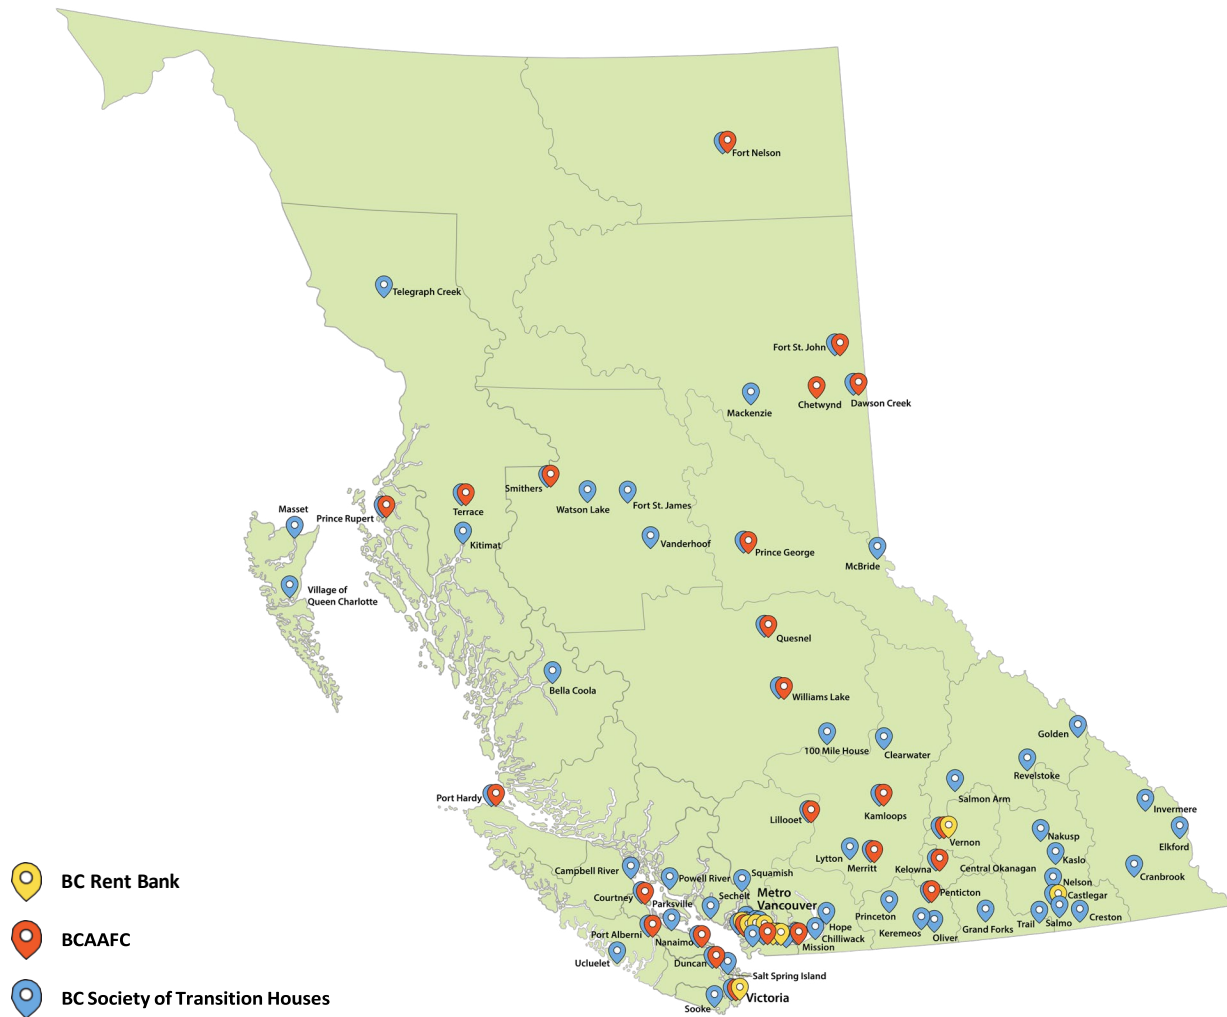 Fort Nelson
Telegraph Creek
Fort St. John
Mackenzie
Chetwynd
Dawson Creek
Smithers
Watson Lake
Fort St. James
Masset
Prince Rupert
Terrace
Kitimat
Vanderhoof
Prince George
McBride
Village of
Queen Charlotte
Quesnel
Bella Coola
Williams Lake
100 Mile House
Clearwater
Golden
Revelstoke
Port Hardy
Salmon Arm
Invermere
Lillooet
Kamloops
Vernon
Nakusp
Elkford
Lytton
Merritt
Kelowna
Central Okanagan
Kaslo
Campbell River
Powell River
Squamish
Cranbrook
Nelson
BC Rent Bank
Courtney
Parksville
Sechelt
Metro
Vancouver
Penticton
Castlegar
Princeton
Creston
Trail
Salmo
Hope
Keremeos
Oliver
Grand Forks
BCAAFC
Port Alberni
Nanaimo
Chilliwack
Mission
Ucluelet
Duncan
Salt Spring Island
BC Society of Transition Houses
Victoria
Sooke